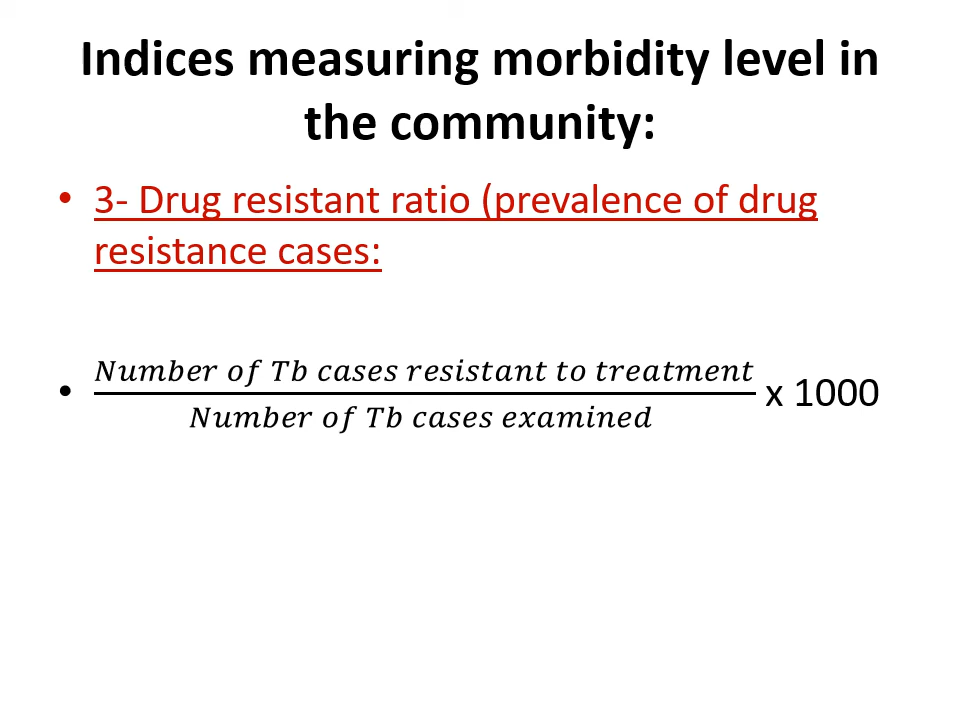 Indices measuring morbidity level in
the community:
• 3- Drug resistant ratio (prevalence of drug
resistance cases:
• Number of Tb cases resistant to treatment
Number of Tb cases examined
x 1000